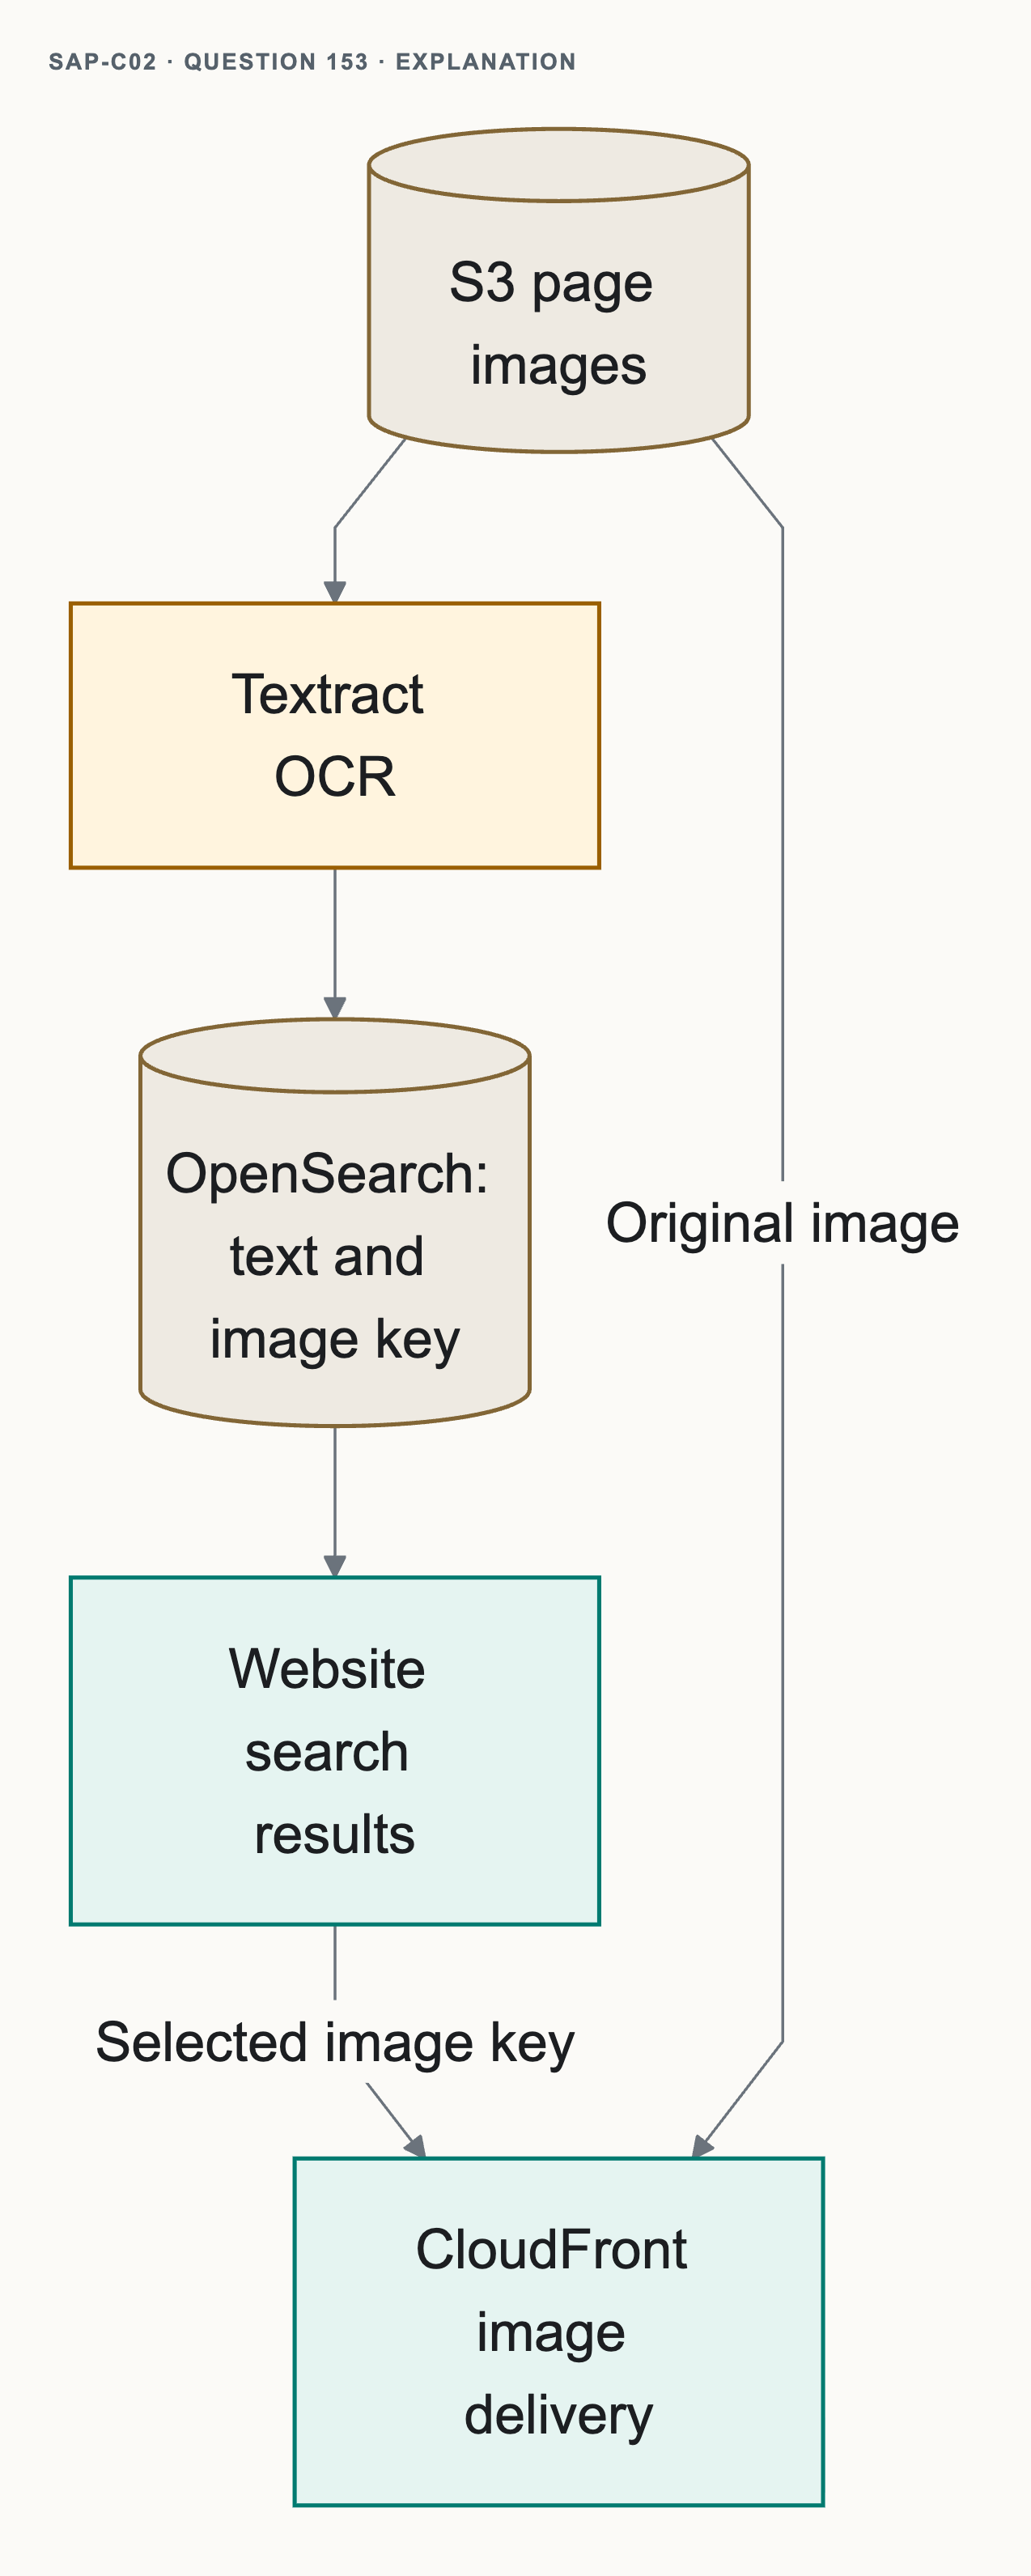 SAP-C02 · QUESTION 153 · EXPLANATION
S3 page
images
Textract
OCR
OpenSearch:
text and
image key
Original image
Website
search
results
Selected image key
CloudFront
image
delivery